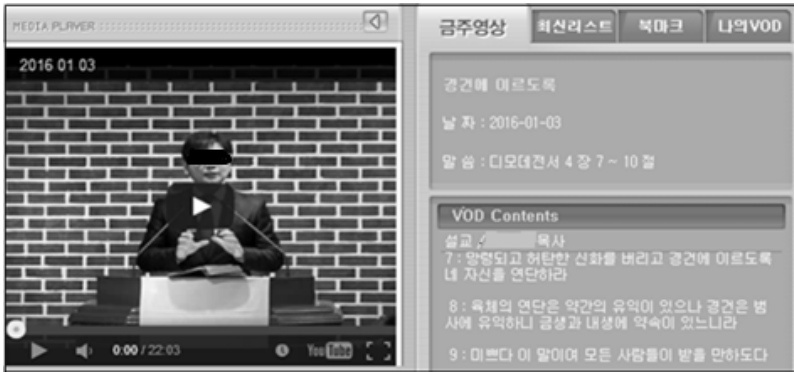 MEDIA PLAYER
2016 01 03
0:00 / 22:03
YouTube
금주영상
최신리스트
북마크
나의VOD
경건에 이르도록
날 짜 : 2016-01-03
말 씀 : 디모데전서 4 장 7 ~ 10 절
VOD Contents
설교 목사
7 : 망령되고 허탄한 신화를 버리고 경건에 이르도록
네 자신을 연단하라
8 : 육체의 연단은 약간의 유익이 있으나 경건은 범
사에 유익하니 금생과 내생에 약속이 있느니라
9 : 미쁘다 이 말이여 모든 사람들이 받을 만하도다